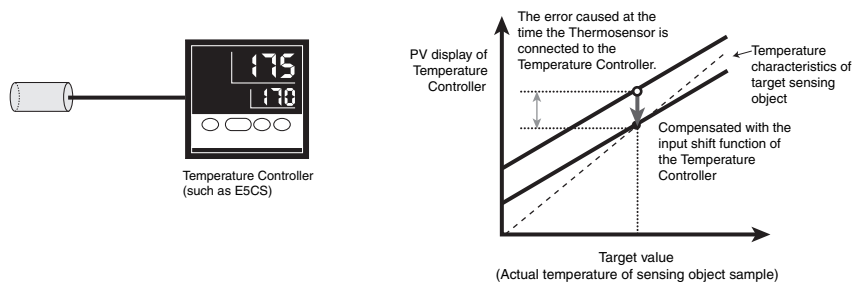 175
170
Temperature Controller
(such as E5CS)
The error caused at the
time the Thermosensor is
connected to the
Temperature Controller.
PV display of
Temperature
Controller
Temperature
characteristics of
target sensing
object
Compensated with the
input shift function of
the Temperature
Controller
Target value
(Actual temperature of sensing object sample)